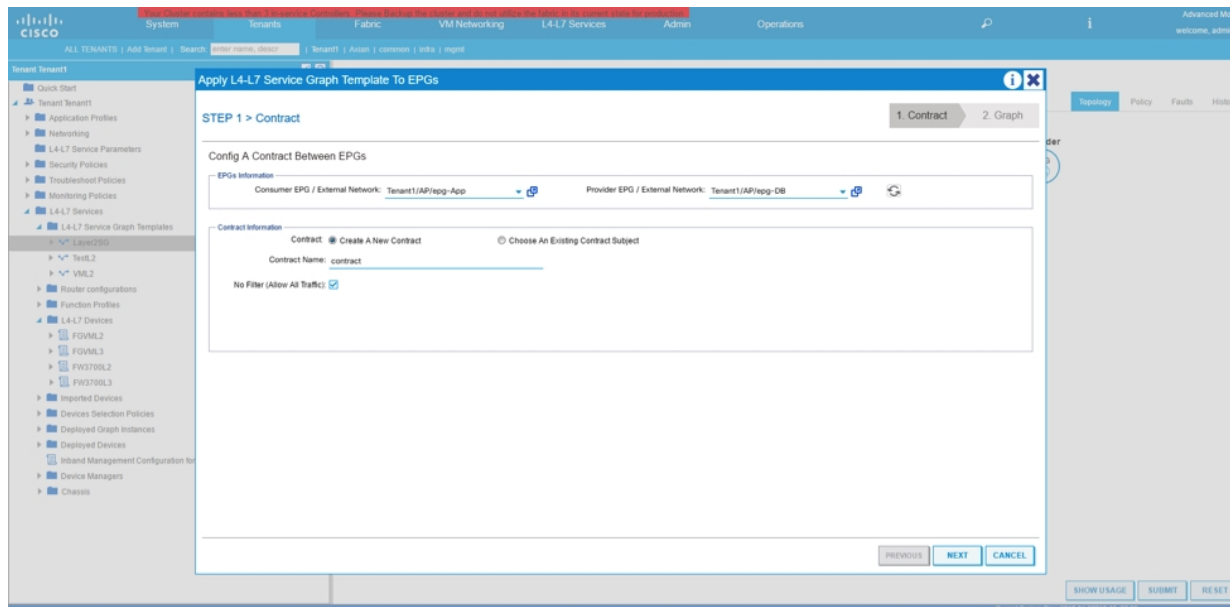 Your Cluster contains less than 3 in-service Controllers. Please Backup the cluster and do not utilize the fabric in its current state for production.
CISCO
System Tenants Fabric VM Networking L4-L7 Services Admin Operations
i
Advanced Mo
welcome, admi
ALL TENANTS | Add Tenant | Search: enter name, descr | Tenant1 | Asian | common | infra | mgmt
Tenant Tenant1
Quick Start
Tenant Tenant1
Application Profiles
Networking
L4-L7 Service Parameters
Security Policies
Troubleshoot Policies
Monitoring Policies
L4-L7 Services
L4-L7 Service Graph Templates
Layer2SG
TestL2
VML2
Router configurations
Function Profiles
L4-L7 Devices
FGVML2
FGVML3
FW3700L2
FW3700L3
Imported Devices
Devices Selection Policies
Deployed Graph Instances
Deployed Devices
Inband Management Configuration for
Device Managers
Chassis
Apply L4-L7 Service Graph Template To EPGs
i
STEP 1 > Contract
1. Contract 2. Graph
Config A Contract Between EPGs
EPGs Information
Consumer EPG / External Network: Tenant1/AP/epg-App
Provider EPG / External Network: Tenant1/AP/epg-DB
Contract Information
Contract: Create A New Contract Choose An Existing Contract Subject
Contract Name: contract
No Filter (Allow All Traffic):
PREVIOUS NEXT CANCEL
Topology Policy Faults Histo
der
SHOW USAGE SUBMIT RESET